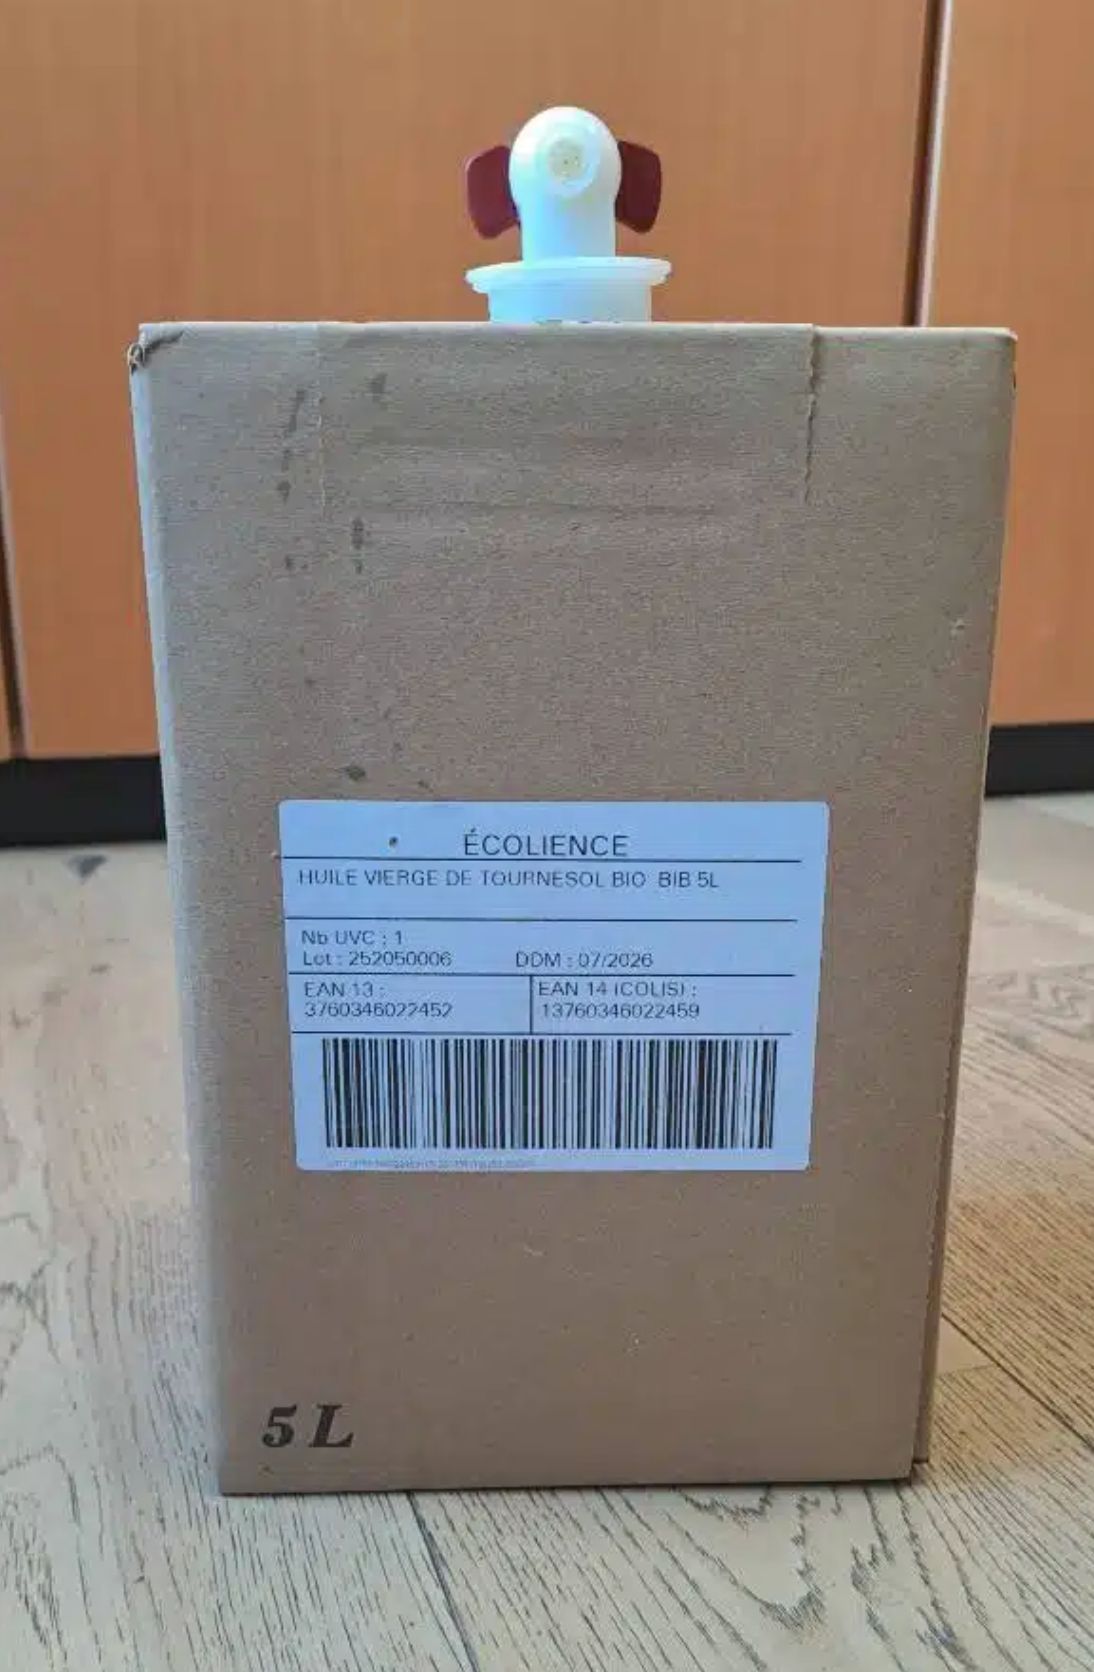 ÉCOLIENCE
HUILE VIERGE DE TOURNESOL BIO BIB 5L
Nb UVC : 1
Lot : 252050006 DDM : 07/2026
EAN 13 : EAN 14 (COLIS) :
3760346022452 13760346022459
5 L